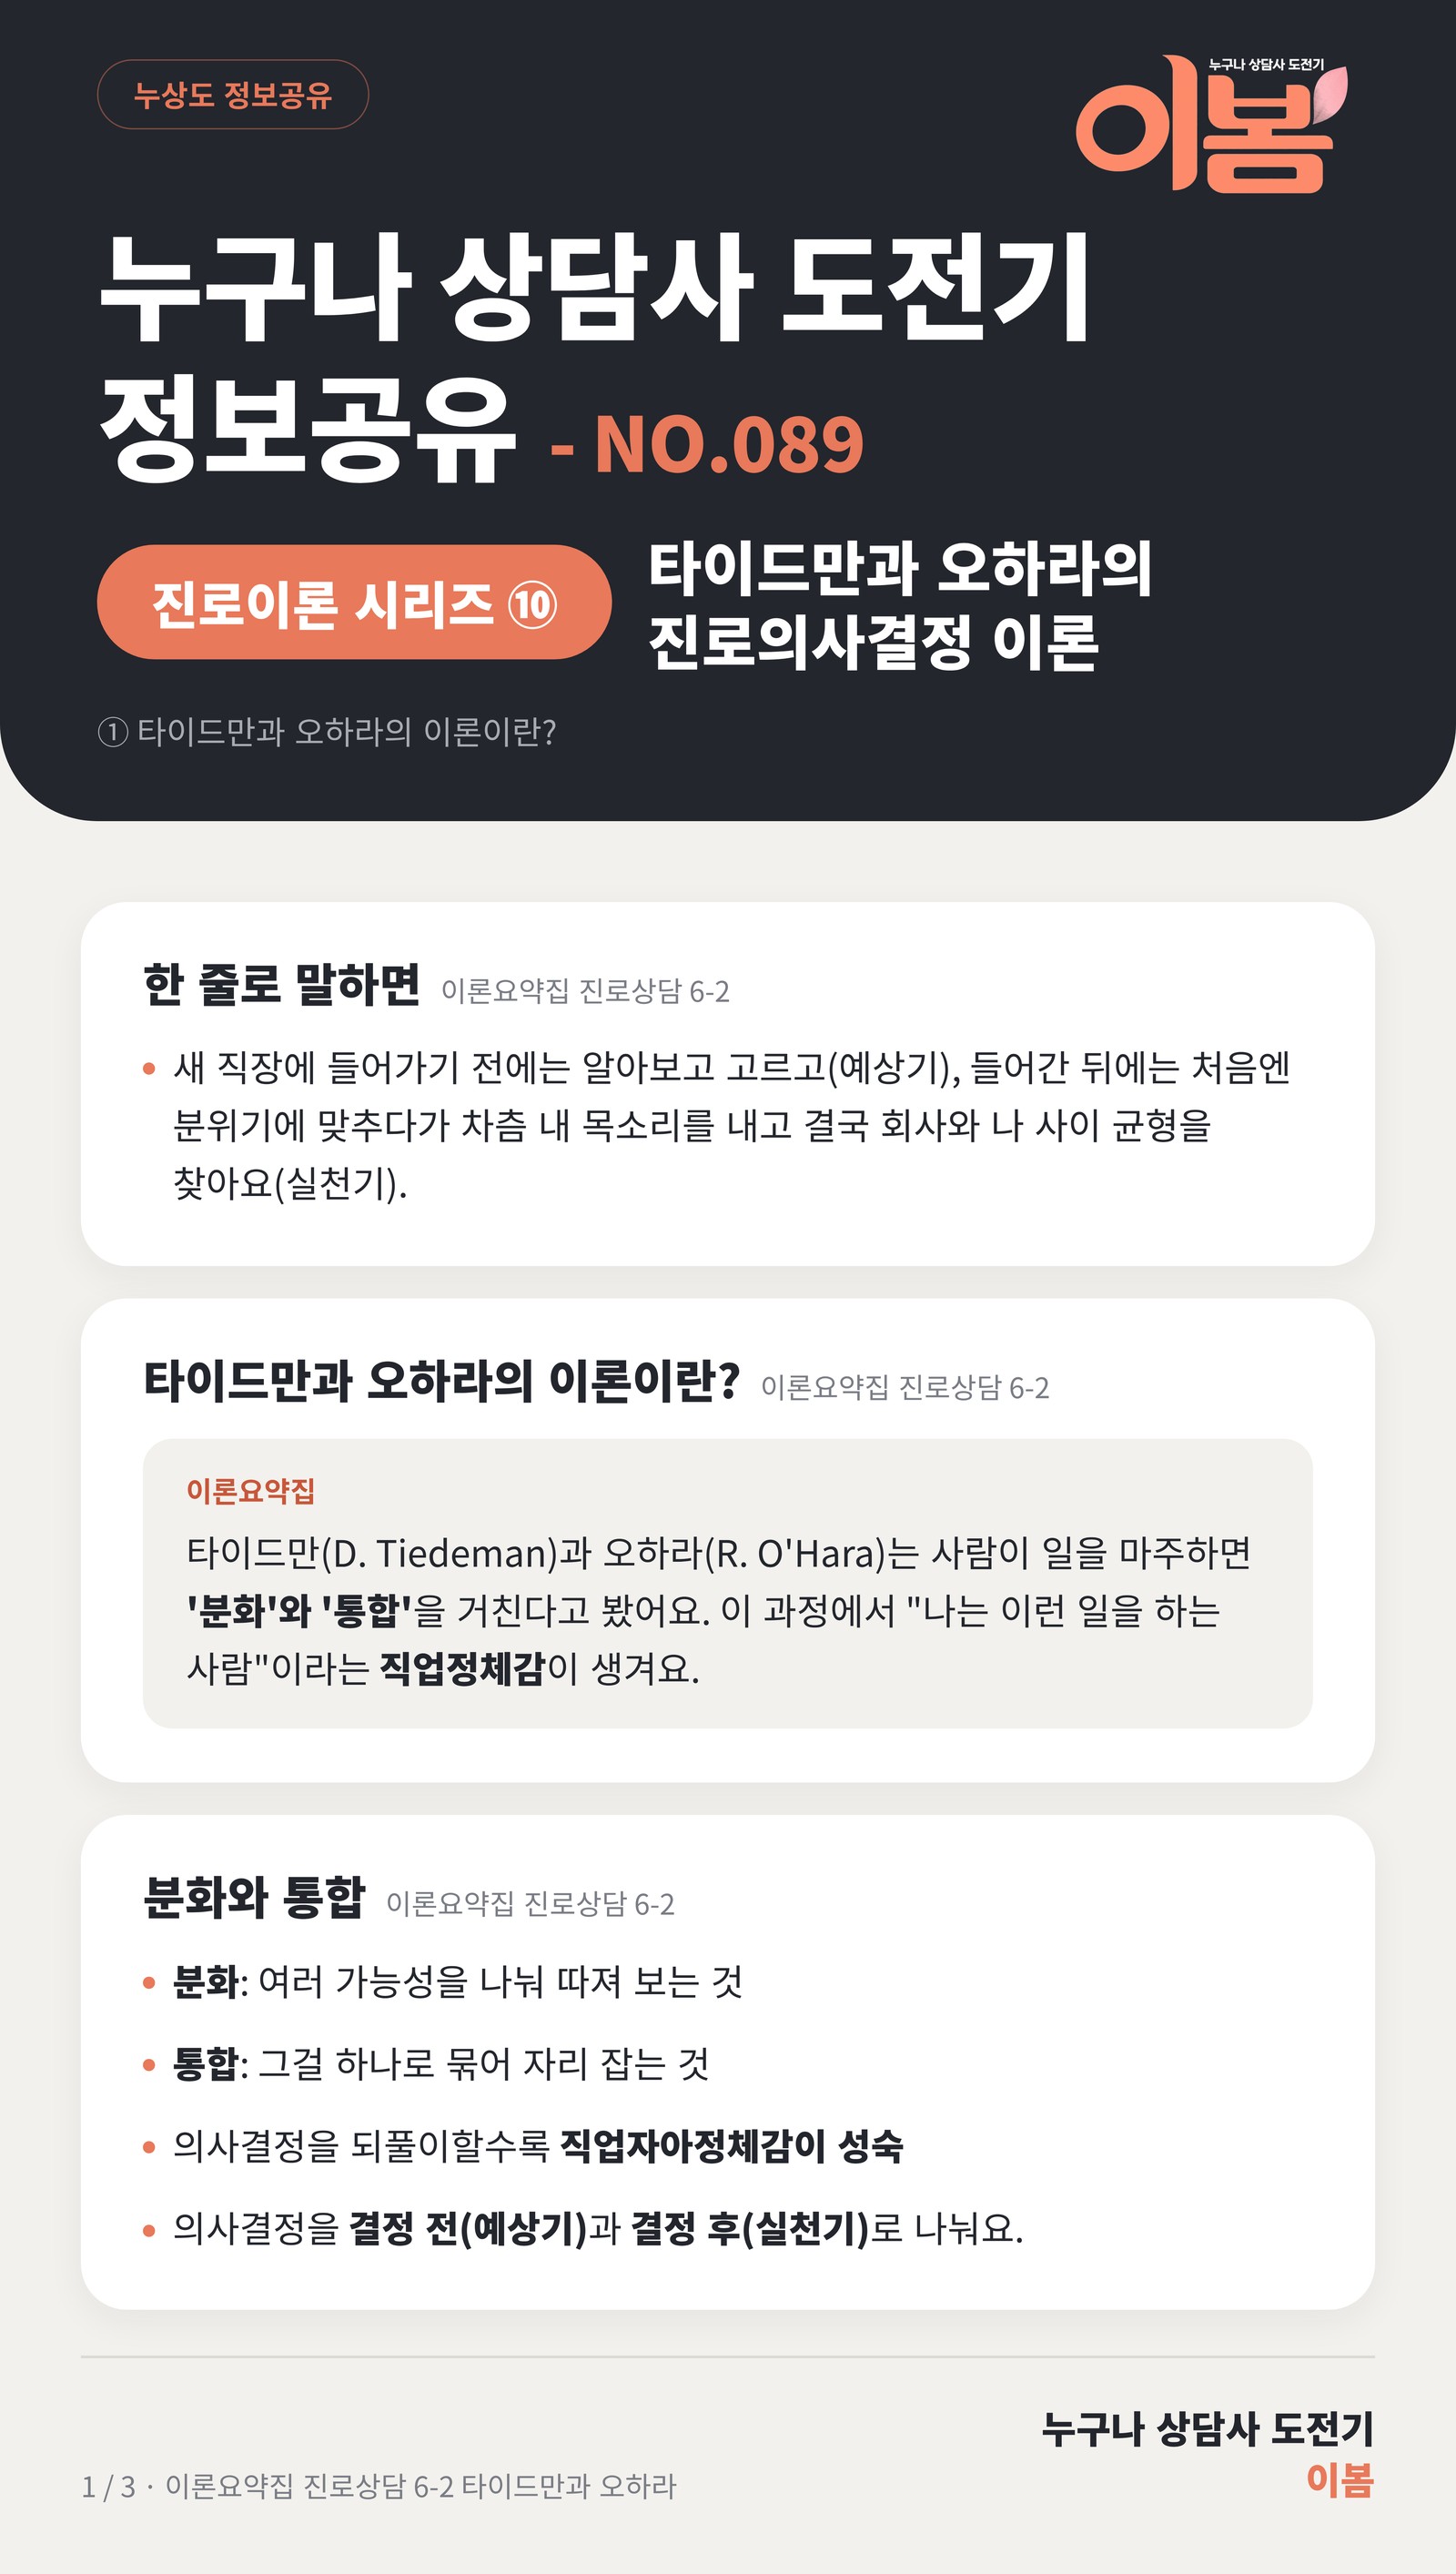 누상도 정보공유
누구나 상담사 도전기
이봄
누구나 상담사 도전기
정보공유 - NO.089
진로이론 시리즈 ⑩
타이드만과 오하라의
진로의사결정 이론
① 타이드만과 오하라의 이론이란?
한 줄로 말하면 이론요약집 진로상담 6-2
• 새 직장에 들어가기 전에는 알아보고 고르고(예상기), 들어간 뒤에는 처음엔
분위기에 맞추다가 차츰 내 목소리를 내고 결국 회사와 나 사이 균형을
찾아요(실천기).
타이드만과 오하라의 이론이란? 이론요약집 진로상담 6-2
이론요약집
타이드만(D. Tiedeman)과 오하라(R. O'Hara)는 사람이 일을 마주하면
'분화'와 '통합'을 거친다고 봤어요. 이 과정에서 "나는 이런 일을 하는
사람"이라는 직업정체감이 생겨요.
분화와 통합 이론요약집 진로상담 6-2
• 분화: 여러 가능성을 나눠 따져 보는 것
• 통합: 그걸 하나로 묶어 자리 잡는 것
• 의사결정을 되풀이할수록 직업자아정체감이 성숙
• 의사결정을 결정 전(예상기)과 결정 후(실천기)로 나눠요.
누구나 상담사 도전기
이봄
1 / 3 · 이론요약집 진로상담 6-2 타이드만과 오하라